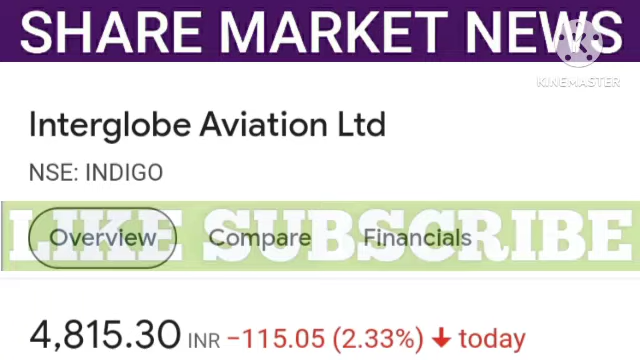 SHARE MARKET NEWS
KINEMASTER
Interglobe Aviation Ltd
NSE: INDIGO
LIKE SUBSCRIBE
Overview Compare Financials
4,815.30 INR −115.05 (2.33%) ↓ today